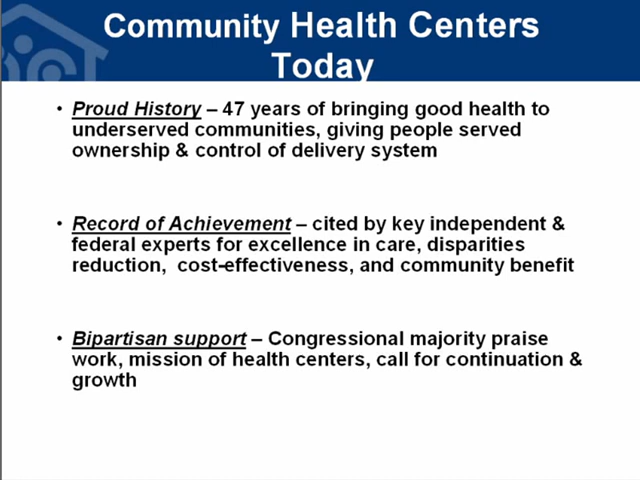 Community Health Centers
Today
• Proud History – 47 years of bringing good health to
underserved communities, giving people served
ownership & control of delivery system
• Record of Achievement – cited by key independent &
federal experts for excellence in care, disparities
reduction,  cost-effectiveness, and community benefit
• Bipartisan support – Congressional majority praise
work, mission of health centers, call for continuation &
growth